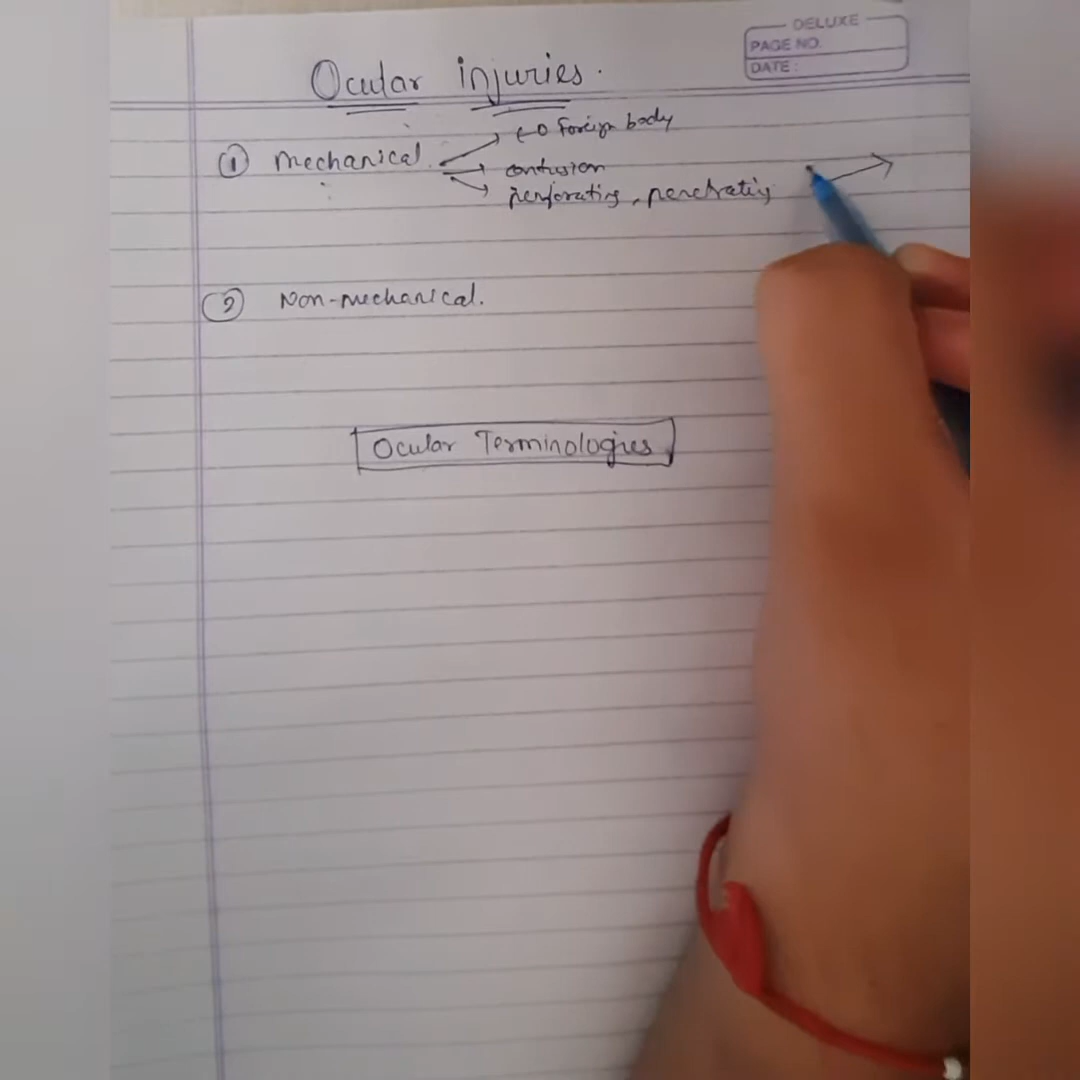 DELUXE
PAGE NO.
DATE :
Ocular injuries.
① Mechanical
Foreign body
contusion
perforating, penetrating
② Non-mechanical.
Ocular Terminologies